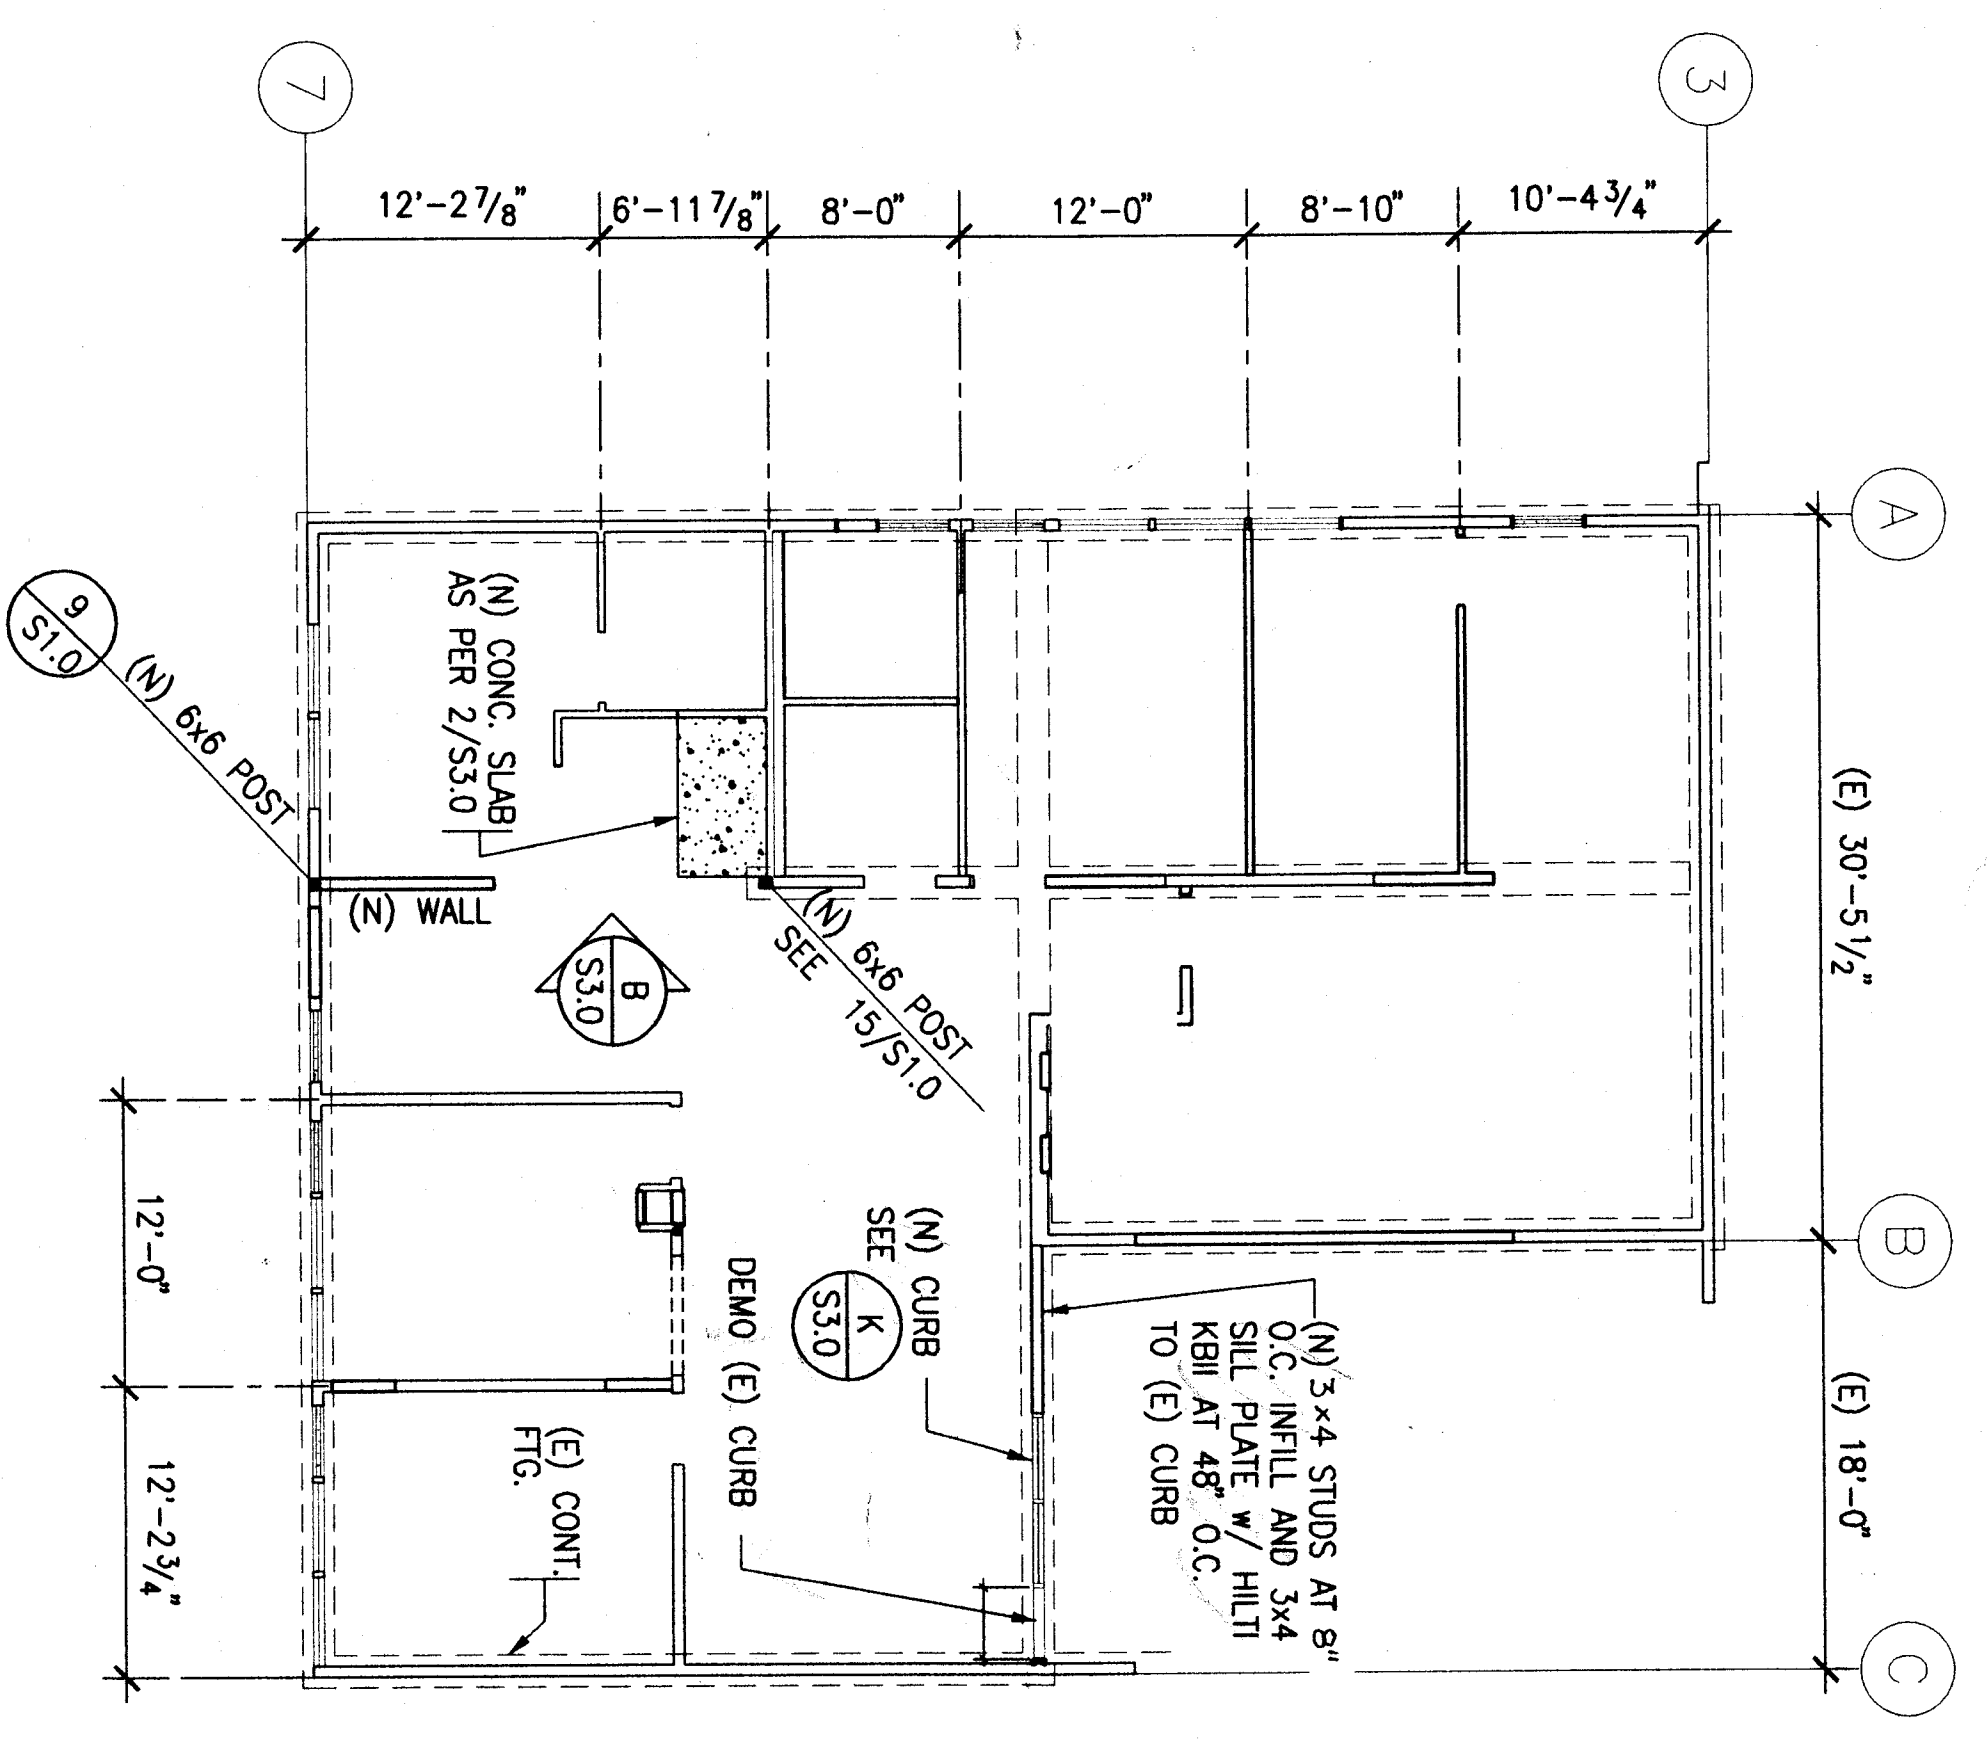 7
3
12'-2 7/8"
6'-11 7/8"
8'-0"
12'-0"
8'-10"
10'-4 3/4"
A
(E) 30'-5 1/2"
B
(E) 18'-0"
C
9
S1.0
(N) 6x6 POST
(N) CONC. SLAB
AS PER 2/S3.0
(N) WALL
B
S3.0
(N) 6x6 POST
SEE 15/S1.0
(N) CURB
SEE
K
S3.0
DEMO (E) CURB
(N) 3x4 STUDS AT 8"
O.C. INFILL AND 3x4
SILL PLATE W/ HILTI
KBII AT 48" O.C.
TO (E) CURB
(E) CONT.
FTG.
12'-0"
12'-2 3/4"